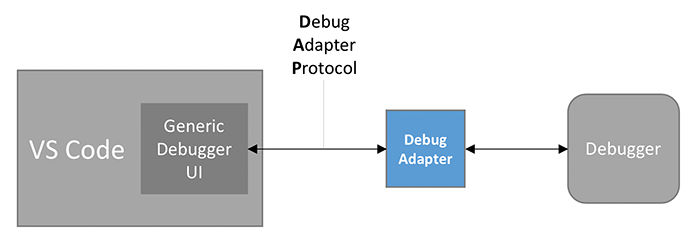 Debug
Adapter
Protocol
VS Code
Generic
Debugger
UI
Debug
Adapter
Debugger